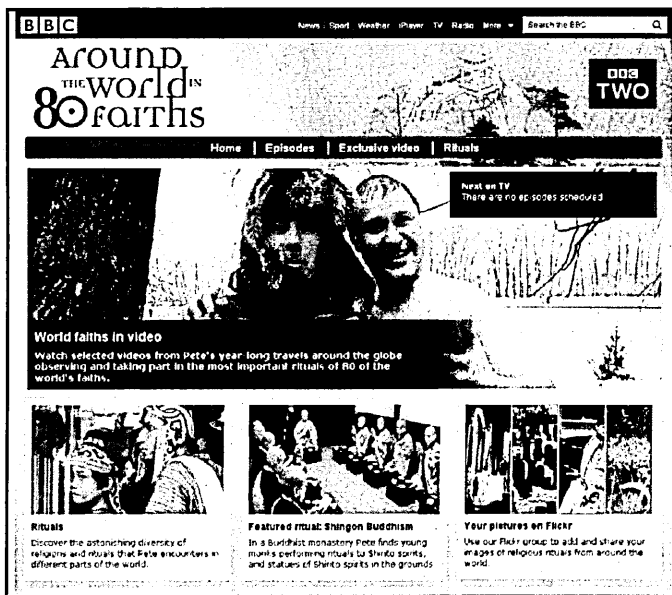 BBC News Sport Weather iPlayer TV Radio More Search the BBC
AROUND
THE WORLD IN
80 FAITHS
BBC
TWO
Home Episodes Exclusive video Rituals
Next on TV
There are no episodes scheduled
World faiths in video
Watch selected videos from Pete's year-long travels around the globe
observing and taking part in the most important rituals of 80 of the
world's faiths.
Rituals
Discover the astonishing diversity of
religions and rituals that Pete encounters in
different parts of the world.
Featured ritual: Shingon Buddhism
In a Buddhist monastery Pete finds young
monks performing rituals to Shinto spirits,
and statues of Shinto spirits in the grounds
Your pictures on Flickr
Use our Flickr group to add and share your
images of religious rituals from around the
world.